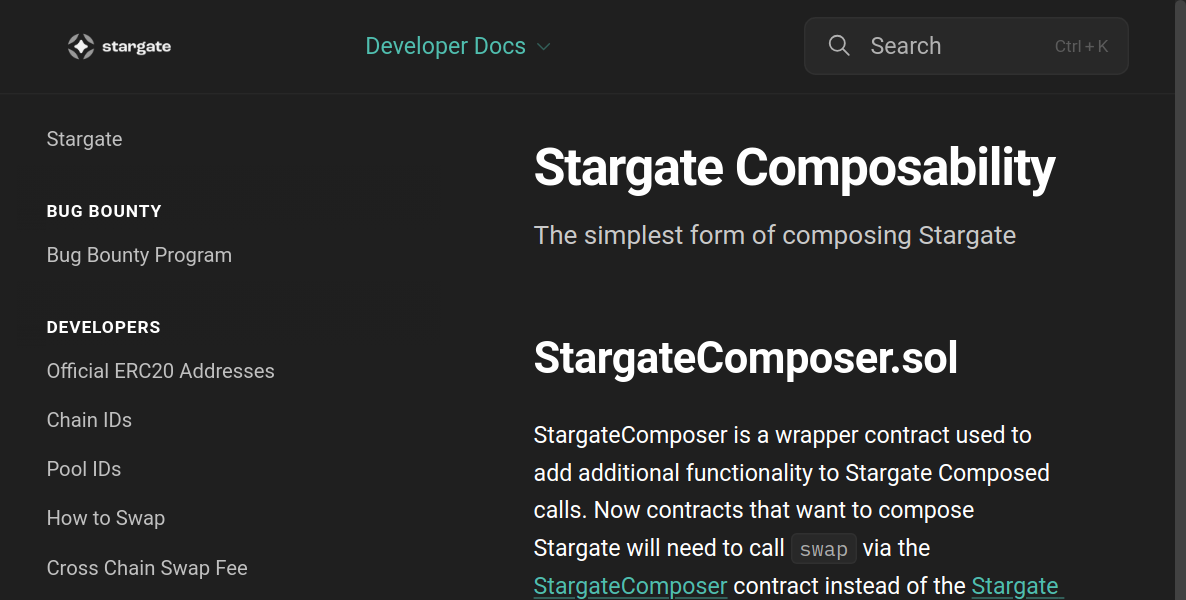 stargate
Developer Docs
Search
Ctrl + K
Stargate
BUG BOUNTY
Bug Bounty Program
DEVELOPERS
Official ERC20 Addresses
Chain IDs
Pool IDs
How to Swap
Cross Chain Swap Fee
Stargate Composability
The simplest form of composing Stargate
StargateComposer.sol
StargateComposer is a wrapper contract used to
add additional functionality to Stargate Composed
calls. Now contracts that want to compose
Stargate will need to call swap via the
StargateComposer contract instead of the Stargate